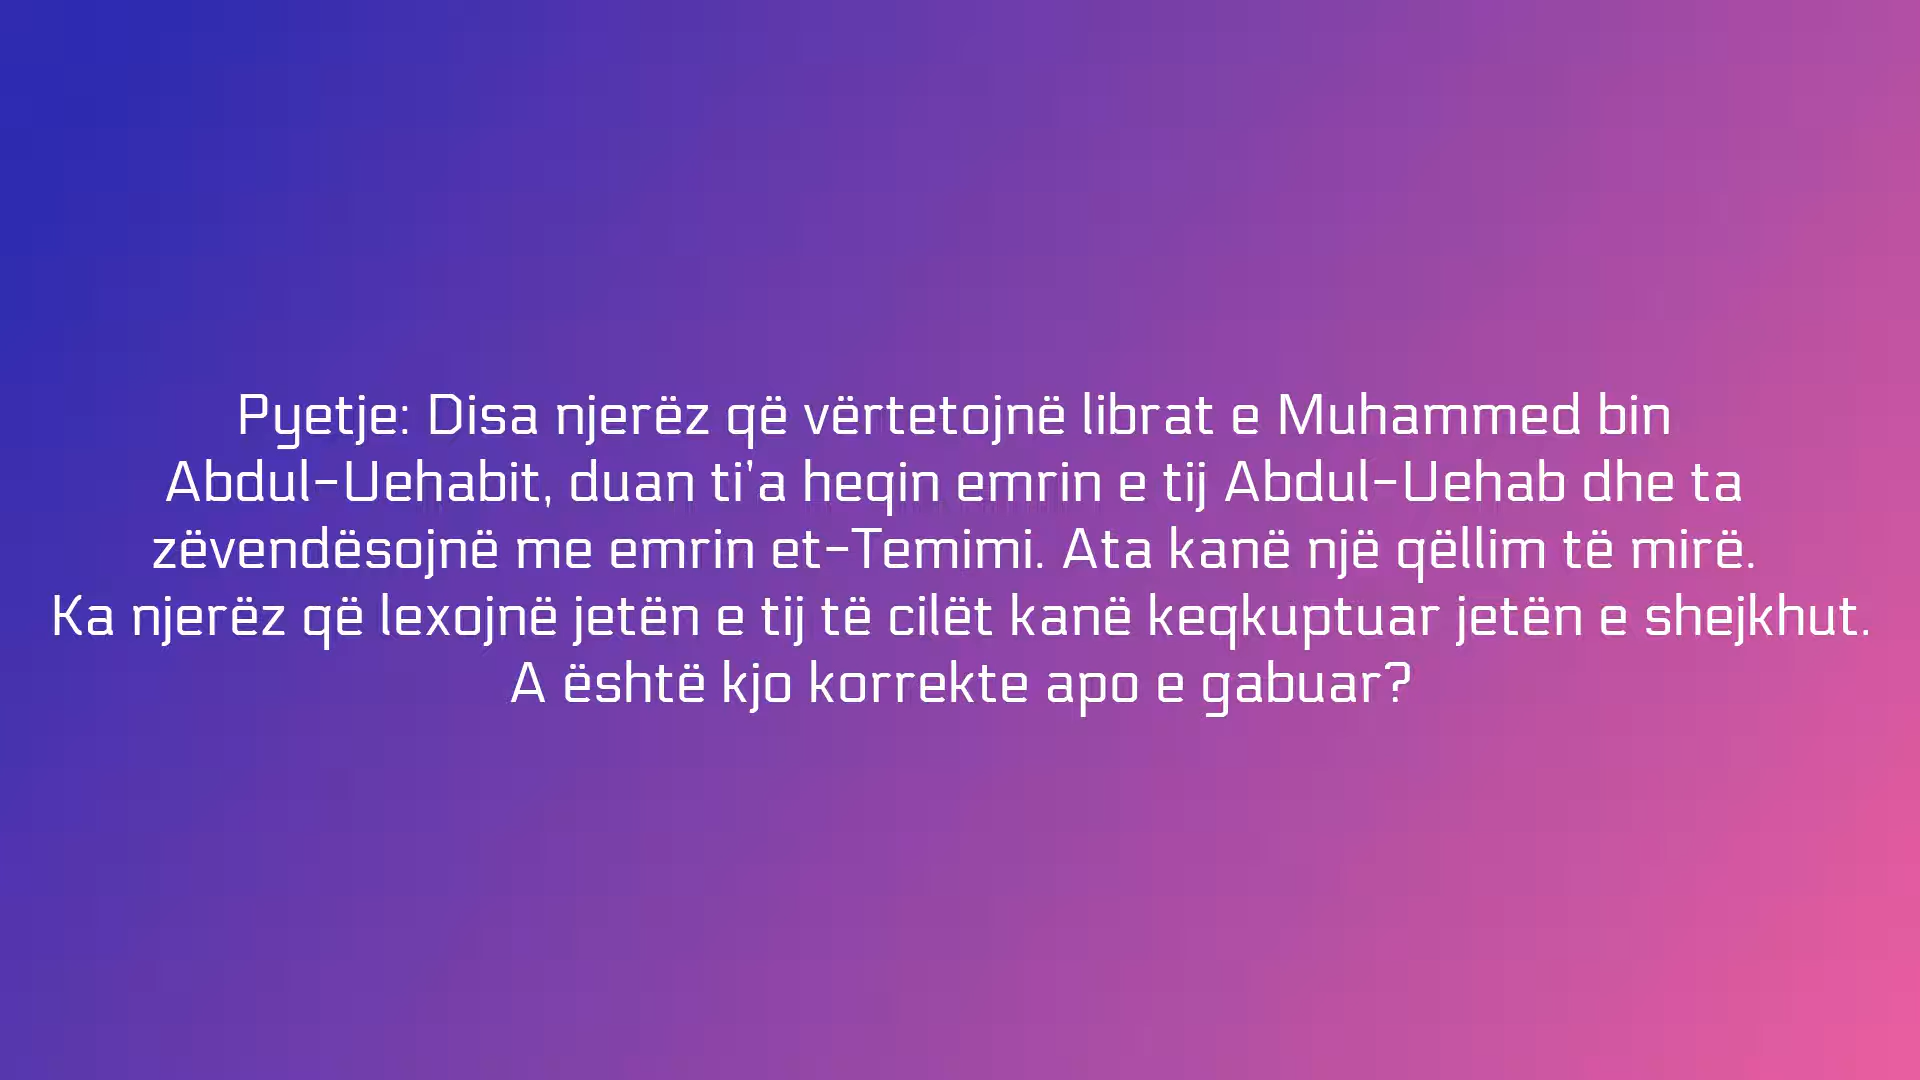 Pyetje: Disa njerëz që vërtetojnë librat e Muhammed bin
Abdul-Uehabit, duan ti'a heqin emrin e tij Abdul-Uehab dhe ta
zëvendësojnë me emrin et-Temimi. Ata kanë një qëllim të mirë.
Ka njerëz që lexojnë jetën e tij të cilët kanë keqkuptuar jetën e shejkhut.
A është kjo korrekte apo e gabuar?